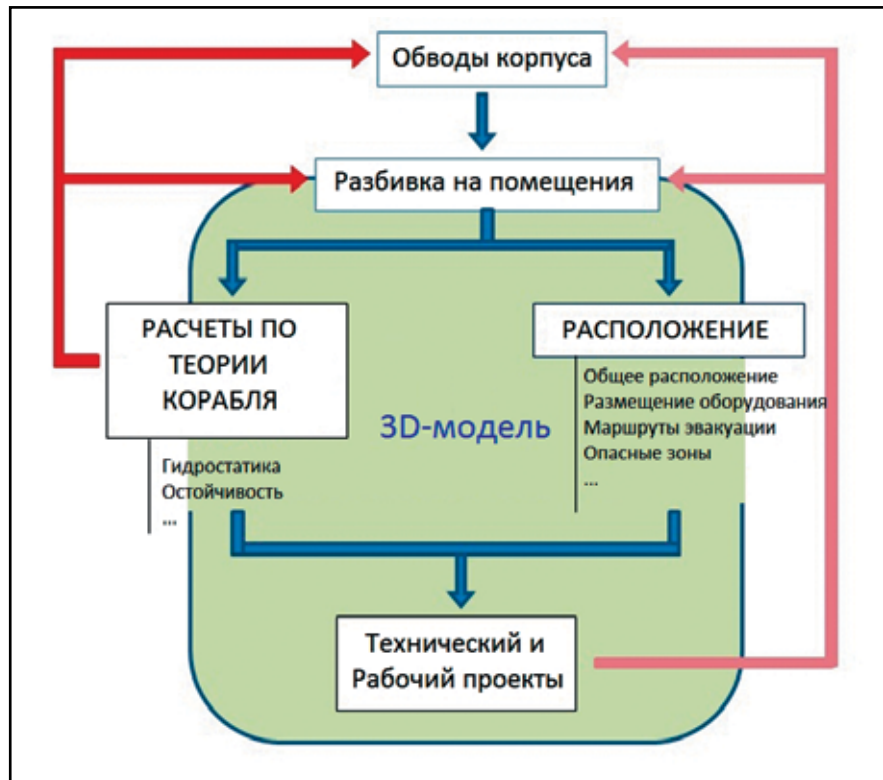 Обводы корпуса
Разбивка на помещения
РАСЧЕТЫ ПО
ТЕОРИИ
КОРАБЛЯ
Гидростатика
Остойчивость
...
РАСПОЛОЖЕНИЕ
Общее расположение
Размещение оборудования
Маршруты эвакуации
Опасные зоны
...
3D-модель
Технический и
Рабочий проекты